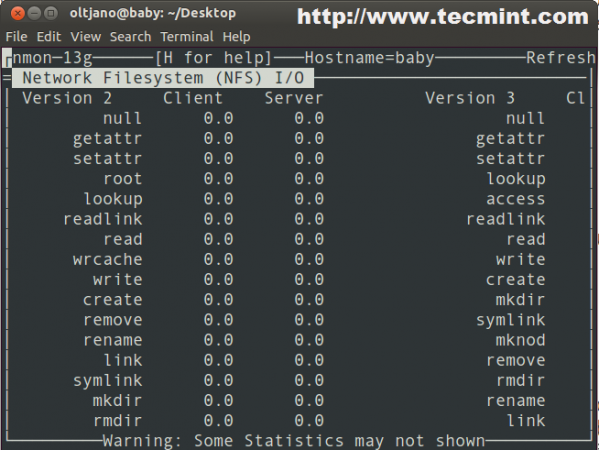 oltjano@baby: ~/Desktop
http://www.tecmint.com
File Edit View Search Terminal Help
nmon─13g [H for help] Hostname=baby Refresh
Network Filesystem (NFS) I/O
Version 2 Client Server Version 3 Cl
null 0.0 0.0 null
getattr 0.0 0.0 getattr
setattr 0.0 0.0 setattr
root 0.0 0.0 lookup
lookup 0.0 0.0 access
readlink 0.0 0.0 readlink
read 0.0 0.0 read
wrcache 0.0 0.0 write
write 0.0 0.0 create
create 0.0 0.0 mkdir
remove 0.0 0.0 symlink
rename 0.0 0.0 mknod
link 0.0 0.0 remove
symlink 0.0 0.0 rmdir
mkdir 0.0 0.0 rename
rmdir 0.0 0.0 link
Warning: Some Statistics may not shown